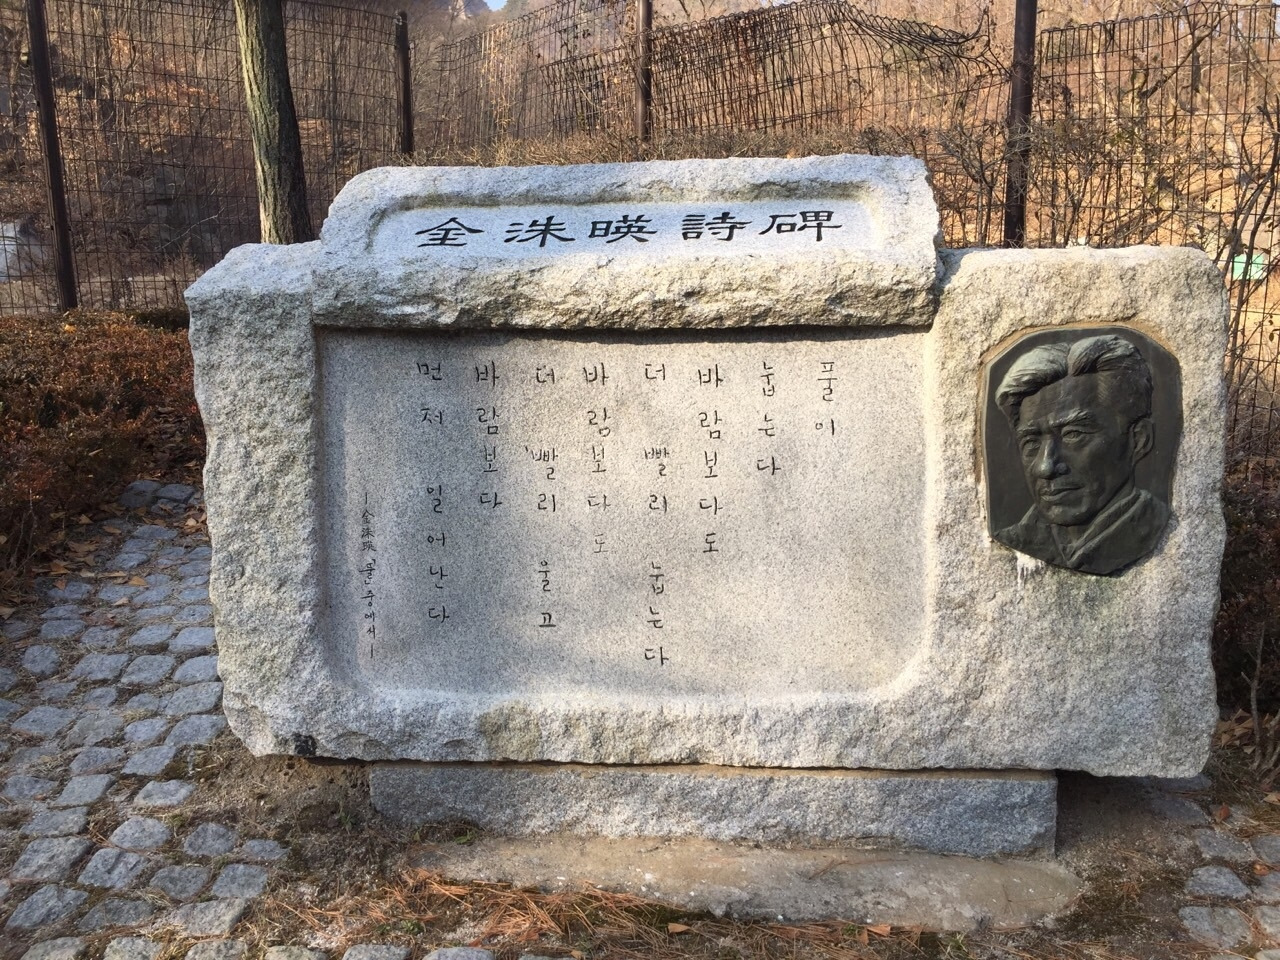 金洙暎詩碑
풀이
눕는다
바람보다도
더 빨리 눕는다
바람보다도
더 빨리 울고
바람보다
먼저 일어난다
—金洙暎 「풀」 중에서—